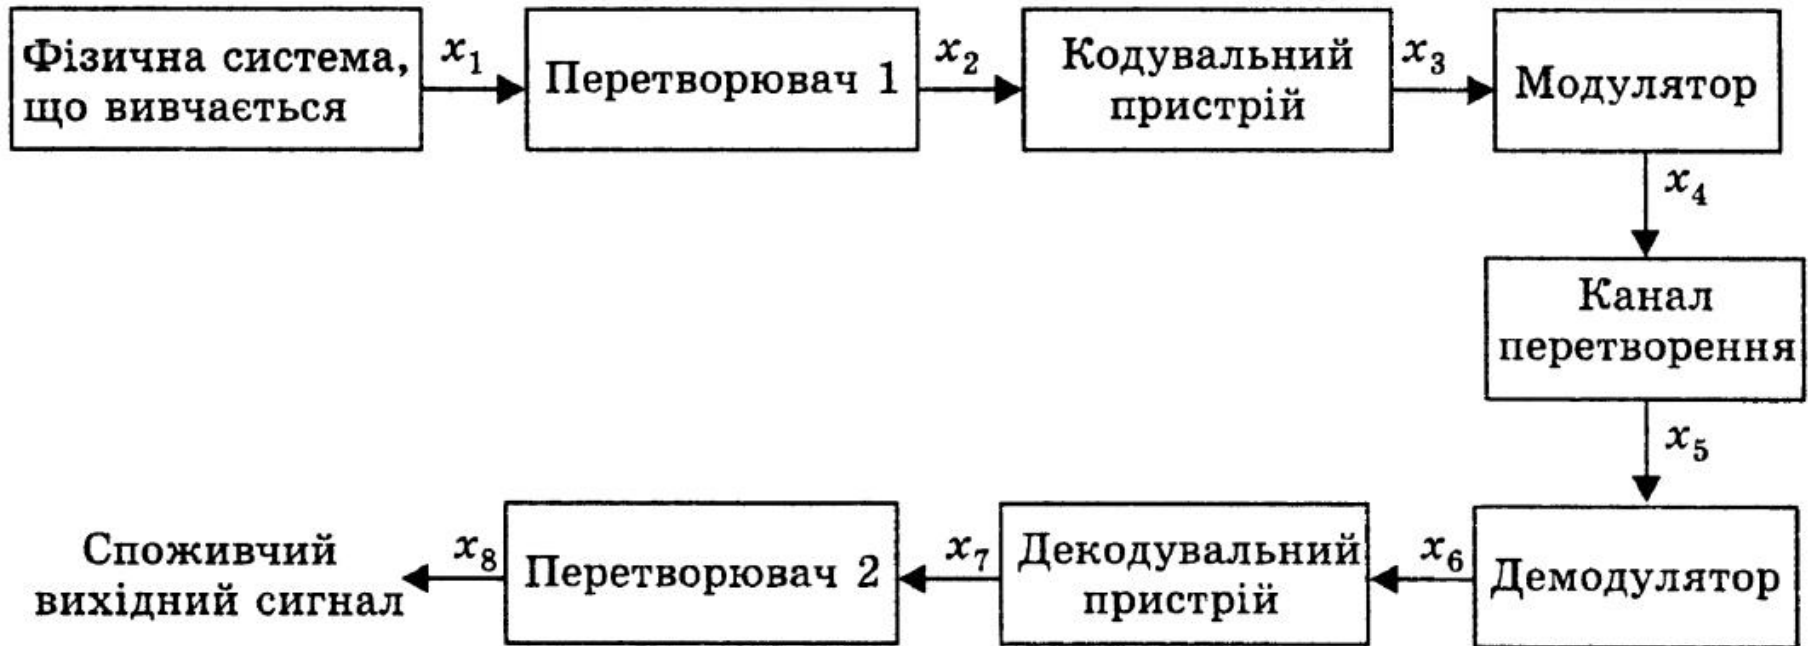 Фізична система,
що вивчається
x₁
Перетворювач 1
x₂
Кодувальний
пристрій
x₃
Модулятор
x₄
Канал
перетворення
x₅
Демодулятор
x₆
Декодувальний
пристрій
x₇
Перетворювач 2
x₈
Споживчий
вихідний сигнал